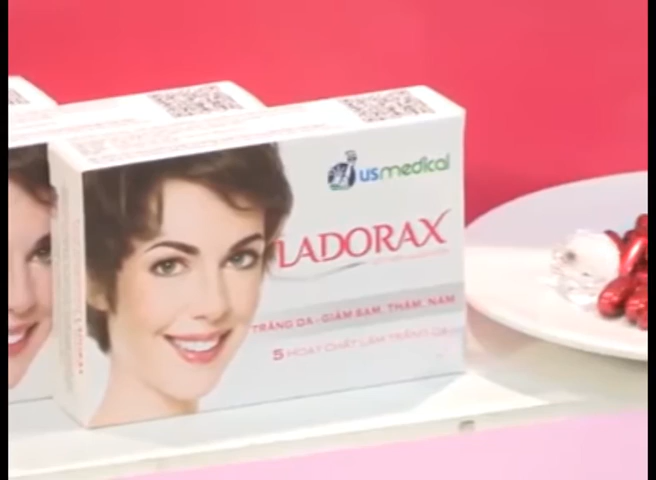 usmedical
LADORAX
TRẮNG DA - GIẢM SẠM, THÂM, NÁM
5 HOẠT CHẤT LÀM TRẮNG DA